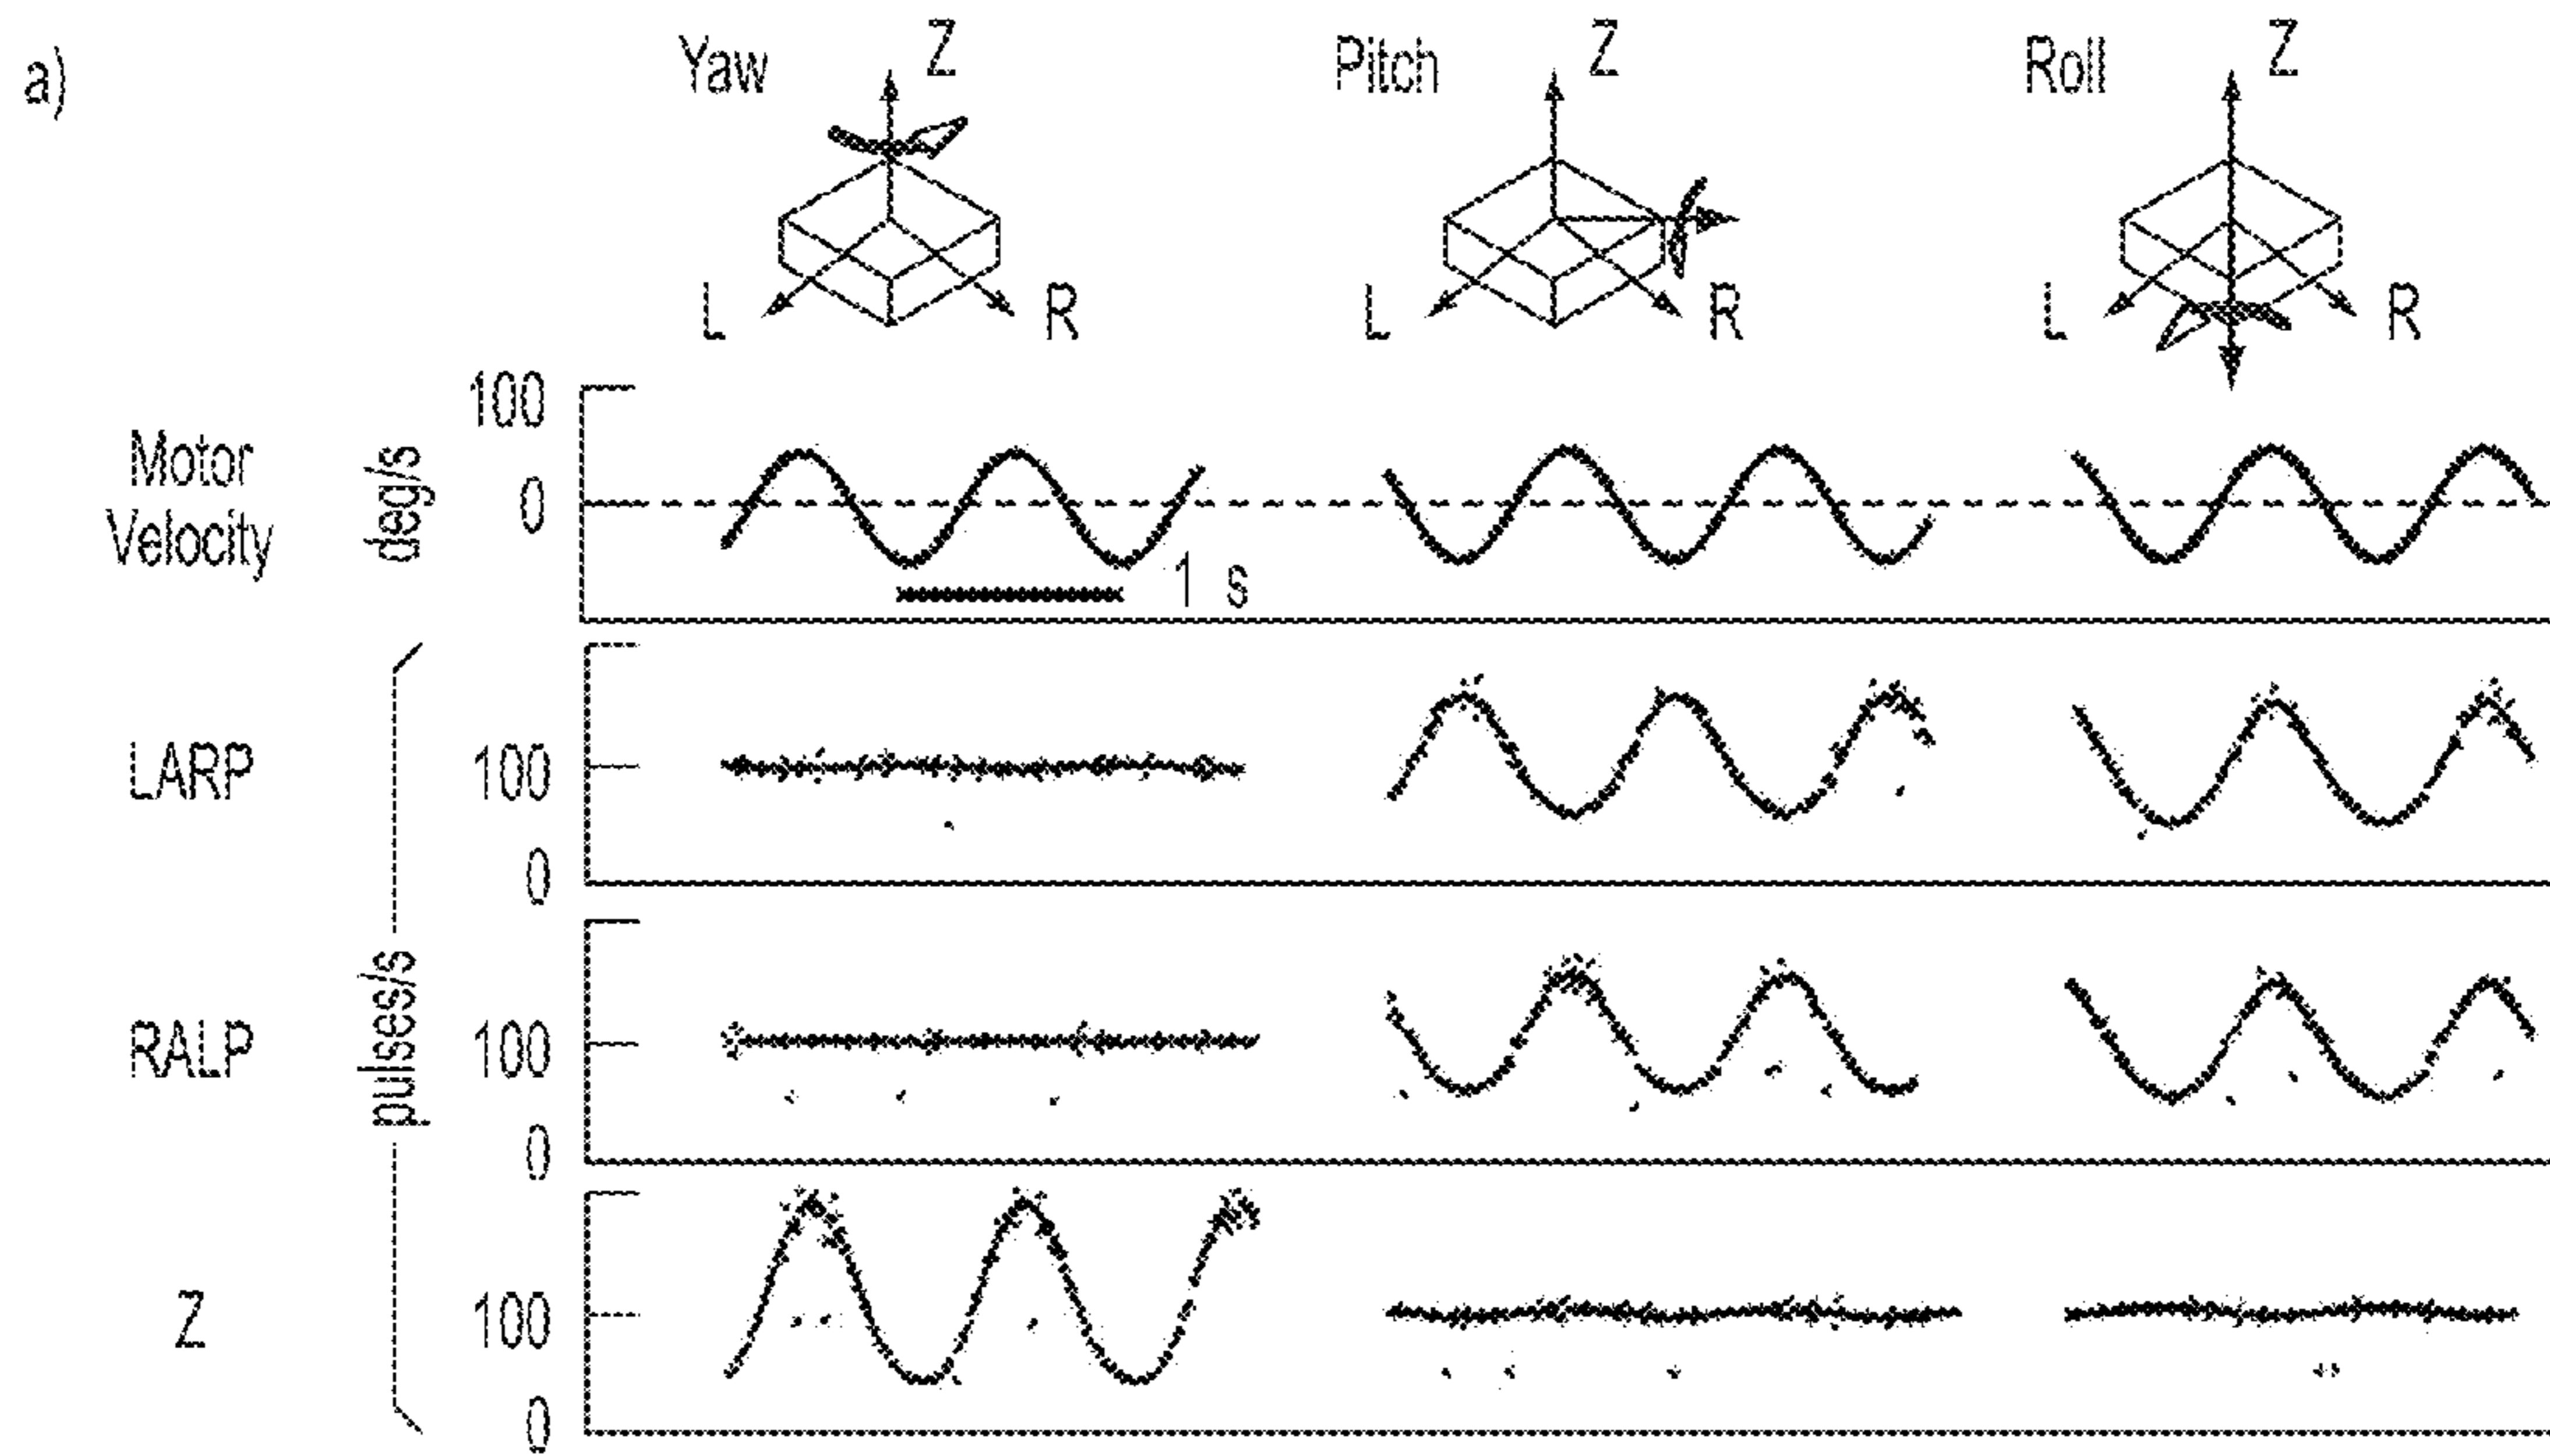 a)
Yaw Z Pitch Z Roll Z
L R L R L R
Motor
Velocity
deg/s
100
0
1 s
LARP
100
0
RALP
pulses/s
100
0
Z
100
0